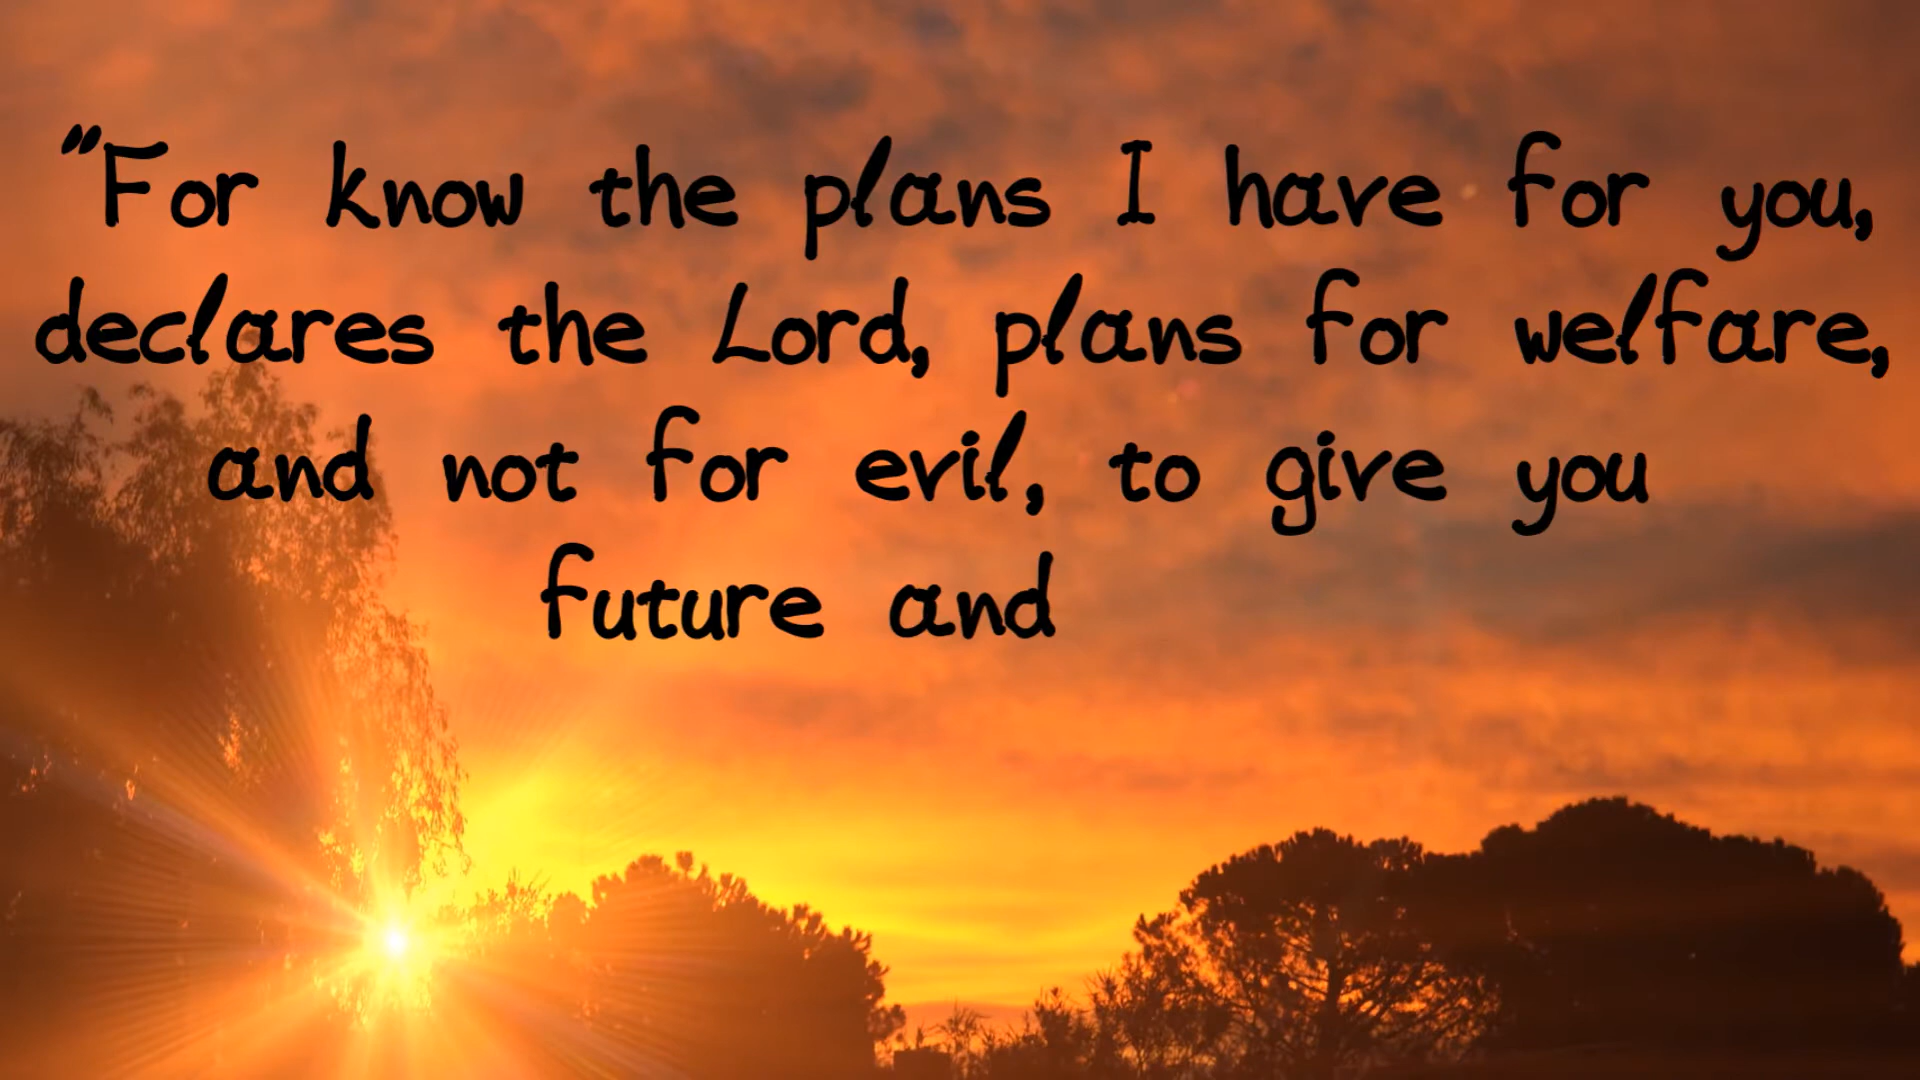 "For know the plans I have for you,
declares the Lord, plans for welfare,
and not for evil, to give you
future and